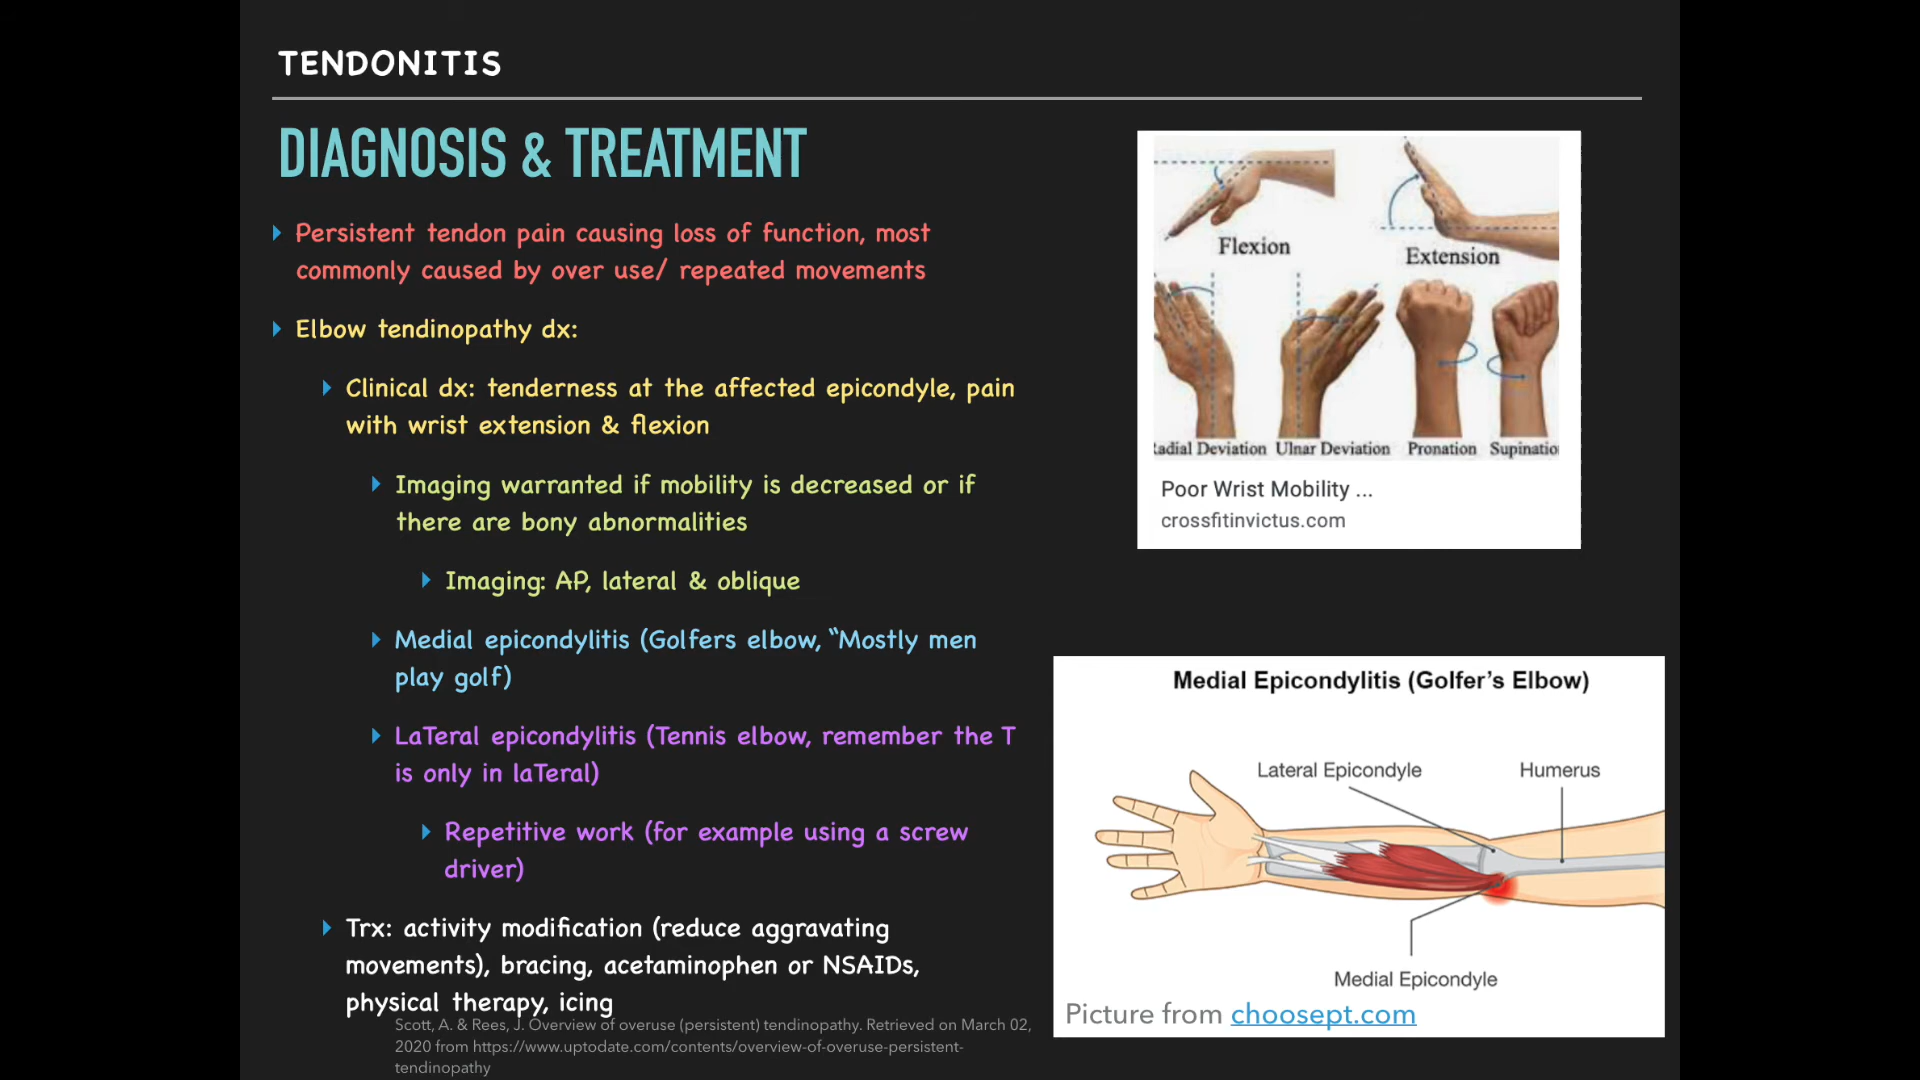 TENDONITIS
DIAGNOSIS & TREATMENT
Persistent tendon pain causing loss of function, most
commonly caused by over use/ repeated movements
Elbow tendinopathy dx:
Clinical dx: tenderness at the affected epicondyle, pain
with wrist extension & flexion
Imaging warranted if mobility is decreased or if
there are bony abnormalities
Imaging: AP, lateral & oblique
Medial epicondylitis (Golfers elbow, “Mostly men
play golf)
LaTeral epicondylitis (Tennis elbow, remember the T
is only in laTeral)
Repetitive work (for example using a screw
driver)
Trx: activity modification (reduce aggravating
movements), bracing, acetaminophen or NSAIDs,
physical therapy, icing
Scott, A. & Rees, J. Overview of overuse (persistent) tendinopathy. Retrieved on March 02,
2020 from https://www.uptodate.com/contents/overview-of-overuse-persistent-
tendinopathy
Flexion
Extension
adial Deviation Ulnar Deviation Pronation Supinatio
Poor Wrist Mobility ...
crossfitinvictus.com
Medial Epicondylitis (Golfer’s Elbow)
Lateral Epicondyle
Humerus
Medial Epicondyle
Picture from choosept.com